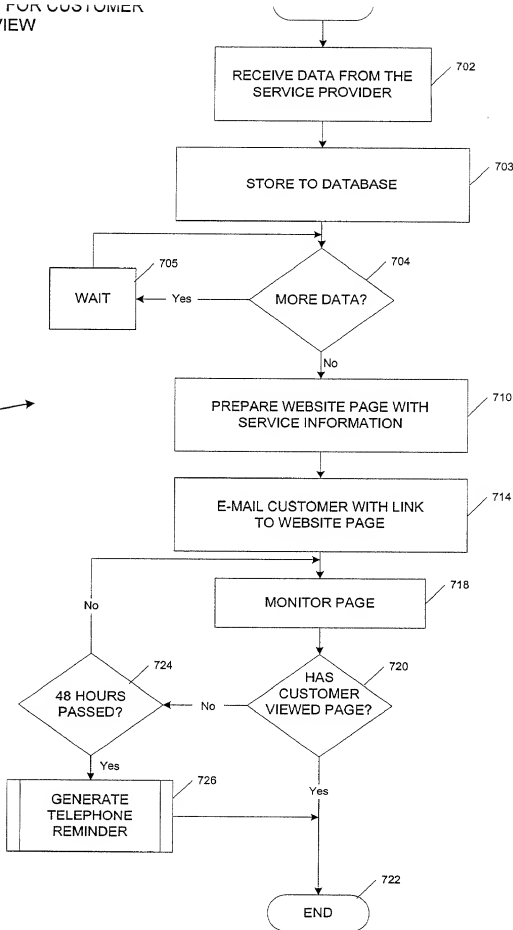 FOR CUSTOMER
VIEW
RECEIVE DATA FROM THE
SERVICE PROVIDER
702
STORE TO DATABASE
703
705
704
WAIT
Yes
MORE DATA?
No
PREPARE WEBSITE PAGE WITH
SERVICE INFORMATION
710
E-MAIL CUSTOMER WITH LINK
TO WEBSITE PAGE
714
No
MONITOR PAGE
718
724
720
48 HOURS
PASSED?
No
HAS
CUSTOMER
VIEWED PAGE?
Yes
726
Yes
GENERATE
TELEPHONE
REMINDER
722
END